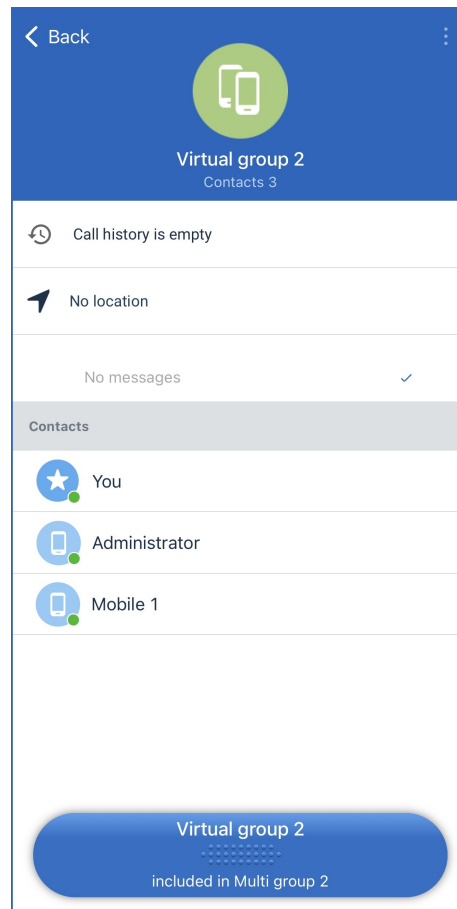 Back
Virtual group 2
Contacts 3
Call history is empty
No location
No messages
Contacts
You
Administrator
Mobile 1
Virtual group 2
included in Multi group 2